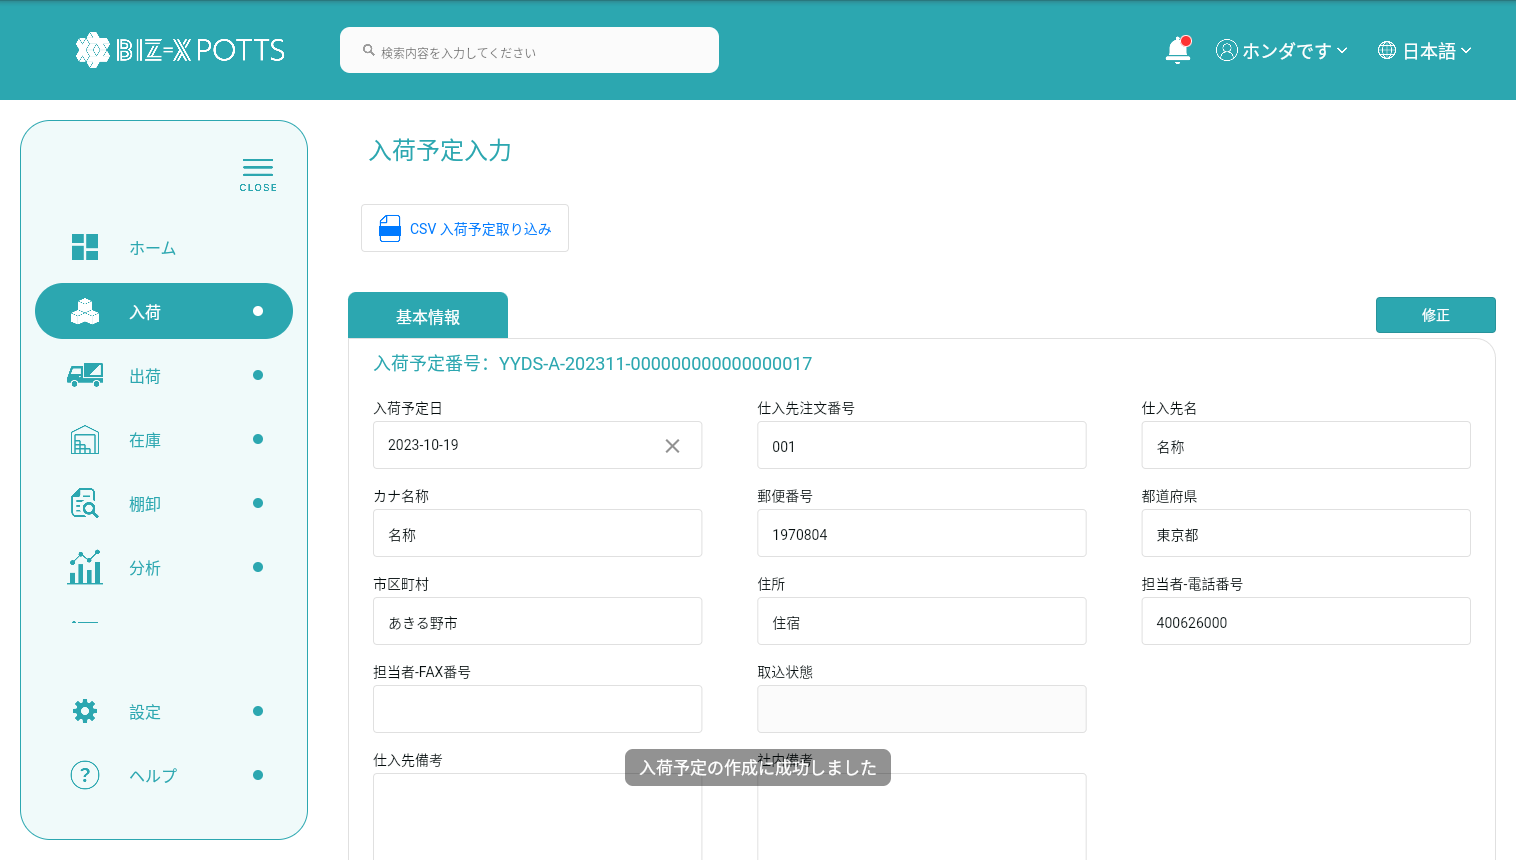 BIZ=X POTTS
検索内容を入力してください
ホンダです
日本語
CLOSE
ホーム
入荷
出荷
在庫
棚卸
分析
設定
ヘルプ
入荷予定入力
CSV 入荷予定取り込み
基本情報
修正
入荷予定番号：YYDS-A-202311-000000000000000017
入荷予定日
仕入先注文番号
仕入先名
2023-10-19
001
名称
カナ名称
郵便番号
都道府県
名称
1970804
東京都
市区町村
住所
担当者-電話番号
あきる野市
住宿
400626000
担当者-FAX番号
取込状態
仕入先備考
社内備考
入荷予定の作成に成功しました